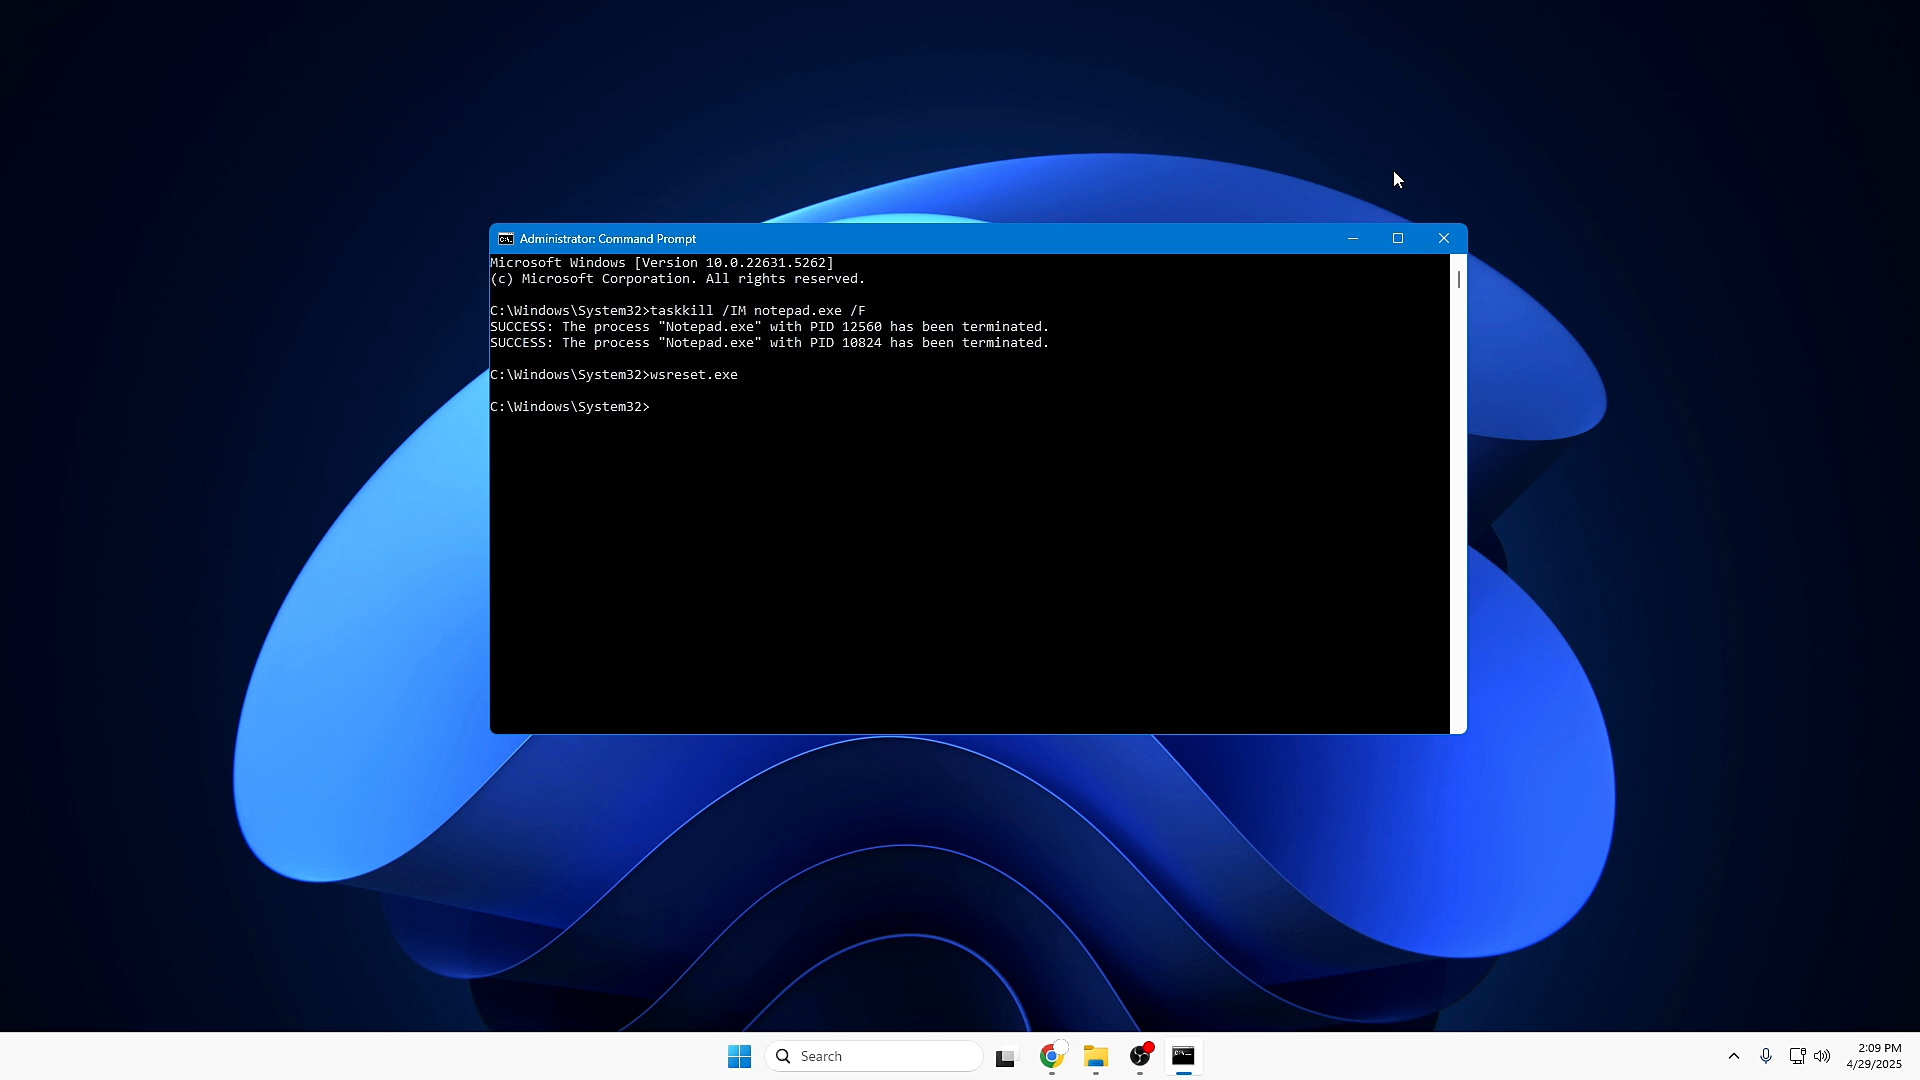 Administrator: Command Prompt
Microsoft Windows [Version 10.0.22631.5262]
(c) Microsoft Corporation. All rights reserved.
C:\Windows\System32>taskkill /IM notepad.exe /F
SUCCESS: The process "Notepad.exe" with PID 12560 has been terminated.
SUCCESS: The process "Notepad.exe" with PID 10824 has been terminated.
C:\Windows\System32>wsreset.exe
C:\Windows\System32>
Search
2:09 PM
4/29/2025